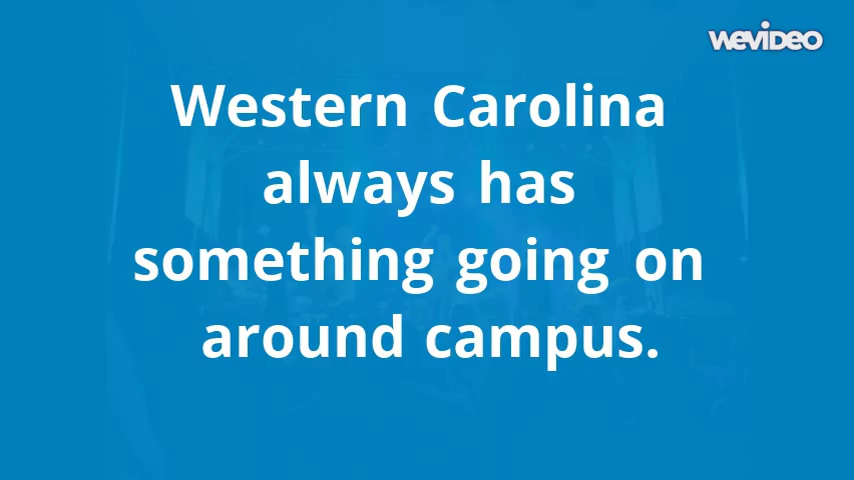 WeVideo
Western Carolina
always has
something going on
around campus.